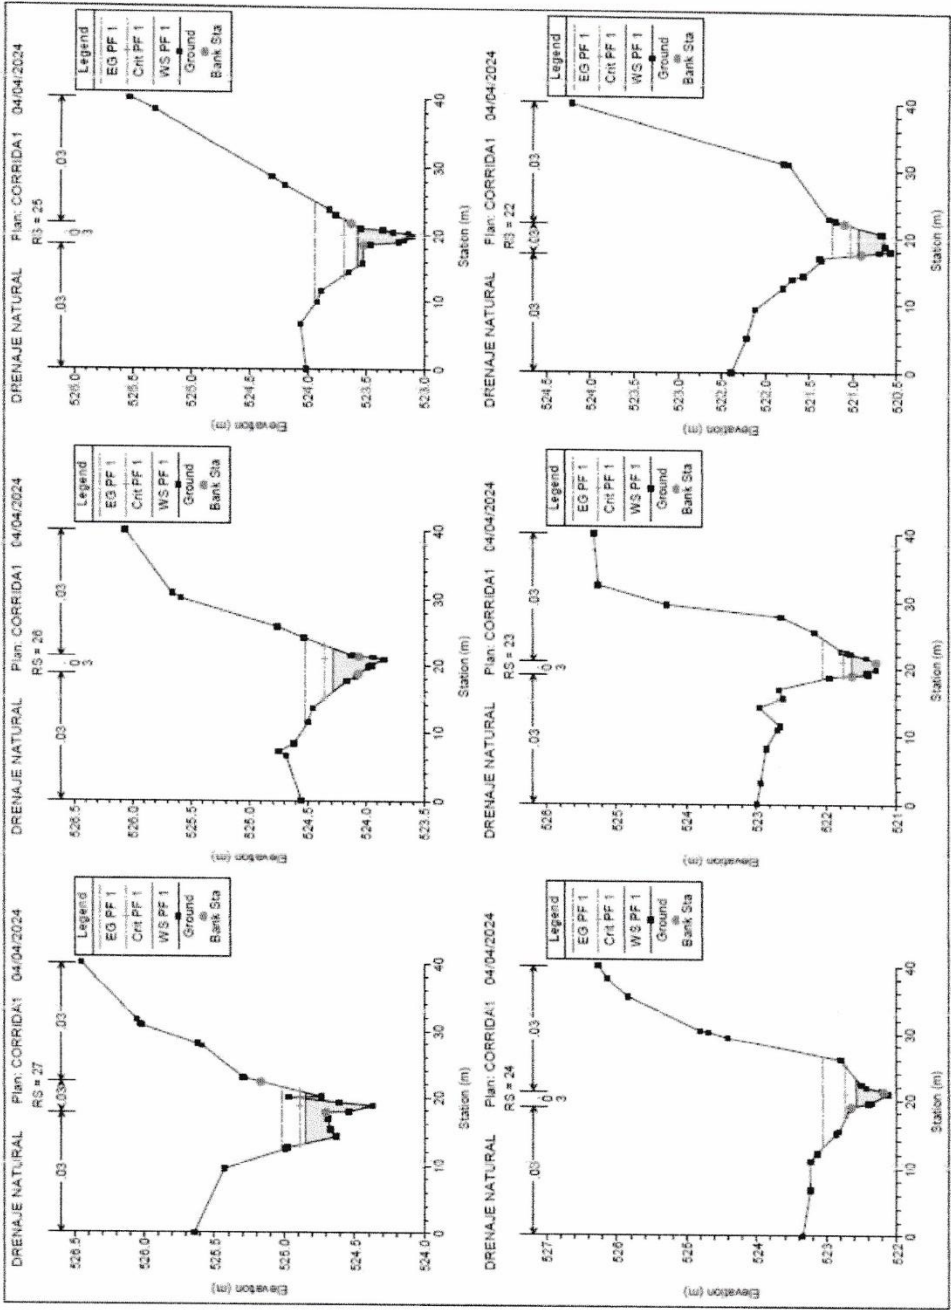 DRENAJE NATURAL Plan: CORRIDA1 04/04/2024
RS = 27
.03
.03
.03
Legend
EG PF 1
Crit PF 1
WS PF 1
Ground
Bank Sta
526.5
526.0
525.5
525.0
524.5
524.0
Elevation (m)
0 10 20 30 40
Station (m)
DRENAJE NATURAL Plan: CORRIDA1 04/04/2024
RS = 26
.03
.
0
3
.03
Legend
EG PF 1
Crit PF 1
WS PF 1
Ground
Bank Sta
526.5
526.0
525.5
525.0
524.5
524.0
523.5
Elevation (m)
0 10 20 30 40
Station (m)
DRENAJE NATURAL Plan: CORRIDA1 04/04/2024
RS = 25
.03
.
0
3
.03
Legend
EG PF 1
Crit PF 1
WS PF 1
Ground
Bank Sta
526.0
525.5
525.0
524.5
524.0
523.5
523.0
Elevation (m)
0 10 20 30 40
Station (m)
DRENAJE NATURAL Plan: CORRIDA1 04/04/2024
RS = 24
.03
.
0
3
.03
Legend
EG PF 1
Crit PF 1
WS PF 1
Ground
Bank Sta
527
526
525
524
523
522
Elevation (m)
0 10 20 30 40
Station (m)
DRENAJE NATURAL Plan: CORRIDA1 04/04/2024
RS = 23
.03
.
0
3
.03
Legend
EG PF 1
Crit PF 1
WS PF 1
Ground
Bank Sta
526
525
524
523
522
521
Elevation (m)
0 10 20 30 40
Station (m)
DRENAJE NATURAL Plan: CORRIDA1 04/04/2024
RS = 22
.03
.03
.03
Legend
EG PF 1
Crit PF 1
WS PF 1
Ground
Bank Sta
524.5
524.0
523.5
523.0
522.5
522.0
521.5
521.0
520.5
Elevation (m)
0 10 20 30 40
Station (m)